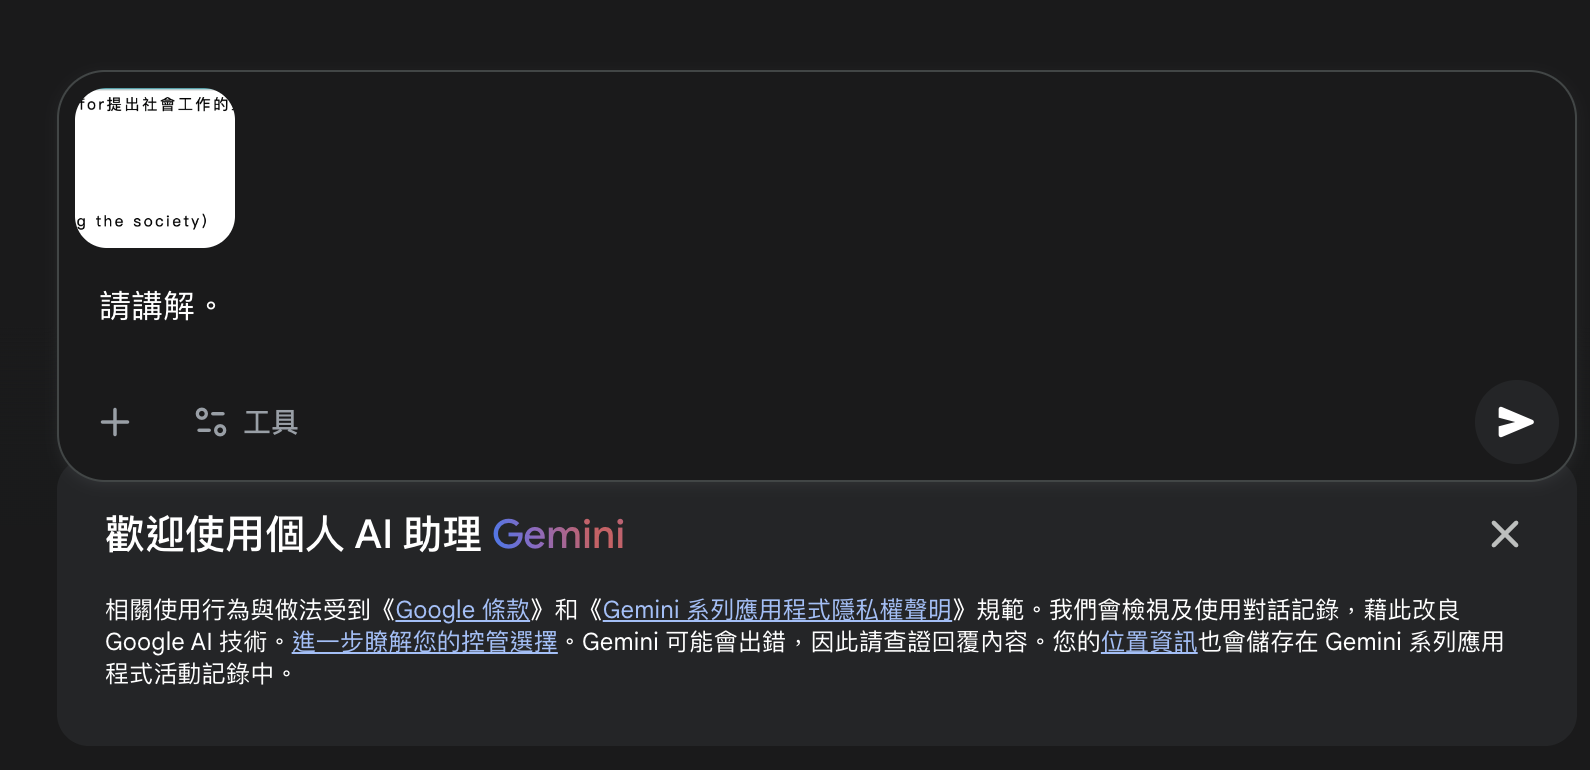 for提出社會工作的
g the society)
請講解。
工具
歡迎使用個人 AI 助理 Gemini
相關使用行為與做法受到《Google 條款》和《Gemini 系列應用程式隱私權聲明》規範。我們會檢視及使用對話記錄，藉此改良
Google AI 技術。進一步瞭解您的控管選擇。Gemini 可能會出錯，因此請查證回覆內容。您的位置資訊也會儲存在 Gemini 系列應用
程式活動記錄中。